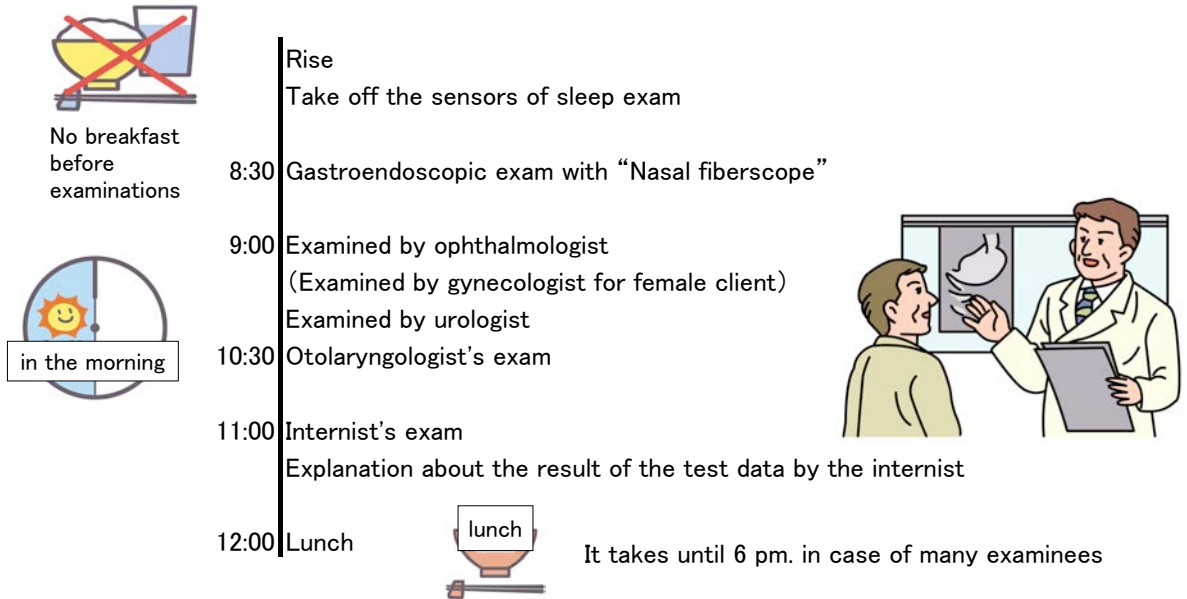 Rise
Take off the sensors of sleep exam
No breakfast
before
examinations
8:30 Gastroendoscopic exam with “Nasal fiberscope”
9:00 Examined by ophthalmologist
(Examined by gynecologist for female client)
Examined by urologist
in the morning
10:30 Otolaryngologist's exam
11:00 Internist's exam
Explanation about the result of the test data by the internist
12:00 Lunch
lunch
It takes until 6 pm. in case of many examinees